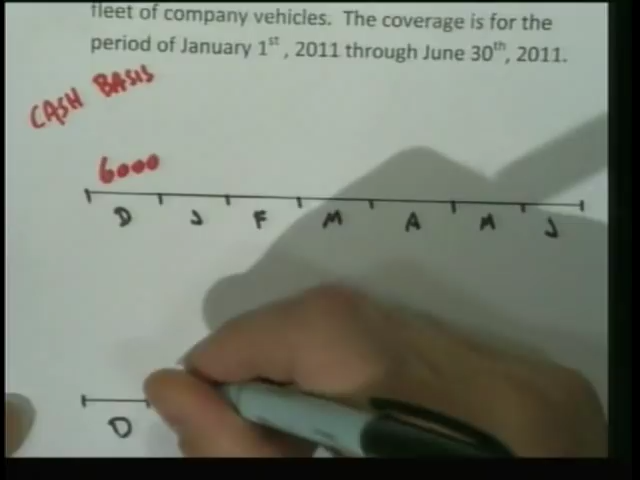 fleet of company vehicles. The coverage is for the
period of January 1st , 2011 through June 30th, 2011.
CASH BASIS
6000
D J F M A M J
D